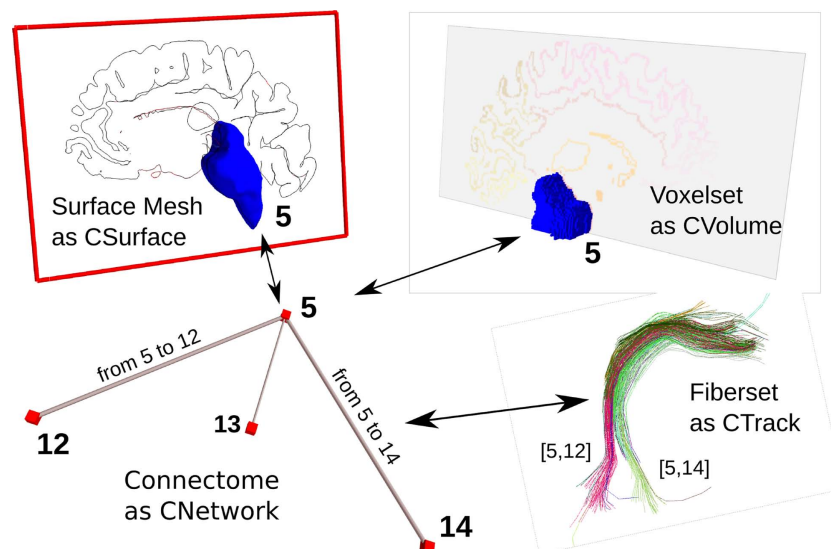 Surface Mesh
as CSurface
5
Voxelset
as CVolume
5
5
from 5 to 12
from 5 to 14
12
13
14
Connectome
as CNetwork
Fiberset
as CTrack
[5,12]
[5,14]